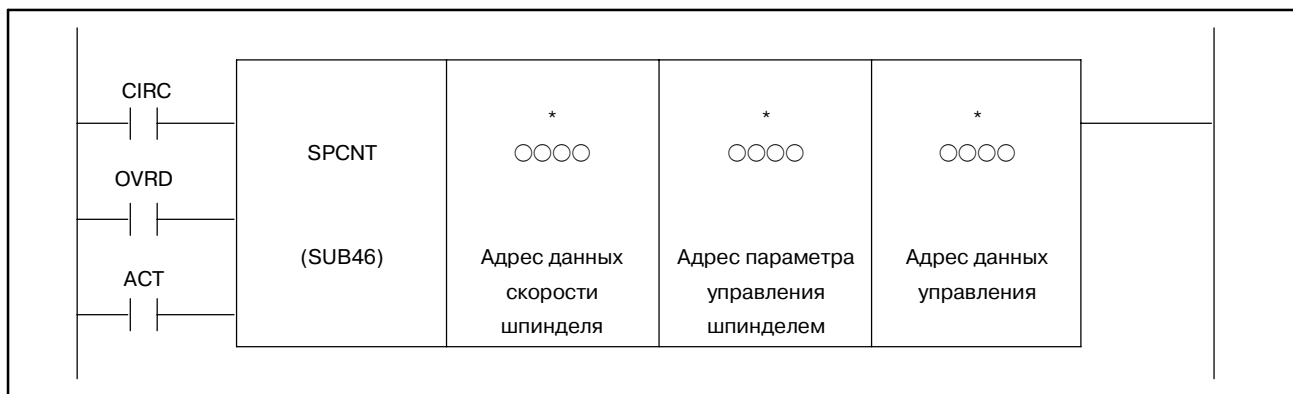 CIRC
OVRD
ACT
SPCNT
(SUB46)
*
○○○○
Адрес данных
скорости
шпинделя
*
○○○○
Адрес параметра
управления
шпинделем
*
○○○○
Адрес данных
управления